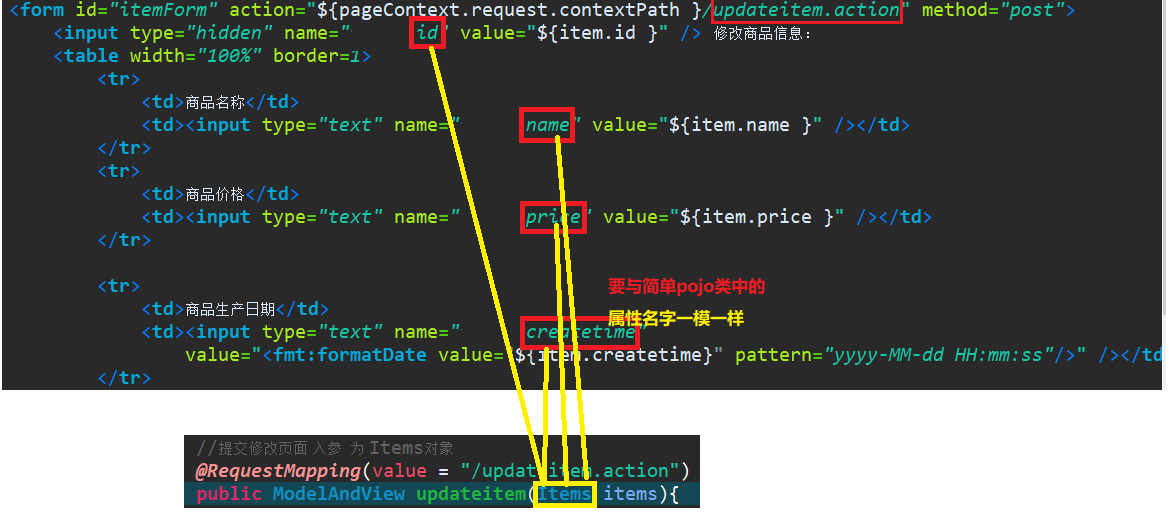 <form id="itemForm" action="${pageContext.request.contextPath }/updateitem.action" method="post">
<input type="hidden" name=" id" value="${item.id }" /> 修改商品信息:
<table width="100%" border=1>
<tr>
<td>商品名称</td>
<td><input type="text" name=" name" value="${item.name }" /></td>
</tr>
<tr>
<td>商品价格</td>
<td><input type="text" name=" price" value="${item.price }" /></td>
</tr>
<tr>
要与简单pojo类中的
<td>商品生产日期</td>
属性名字一模一样
<td><input type="text" name=" createtime"
value="<fmt:formatDate value="${item.createtime}" pattern="yyyy-MM-dd HH:mm:ss"/>" /></td
</tr>
//提交修改页面 入参 为 Items对象
@RequestMapping(value = "/updateitem.action")
public ModelAndView updateitem(Items items){